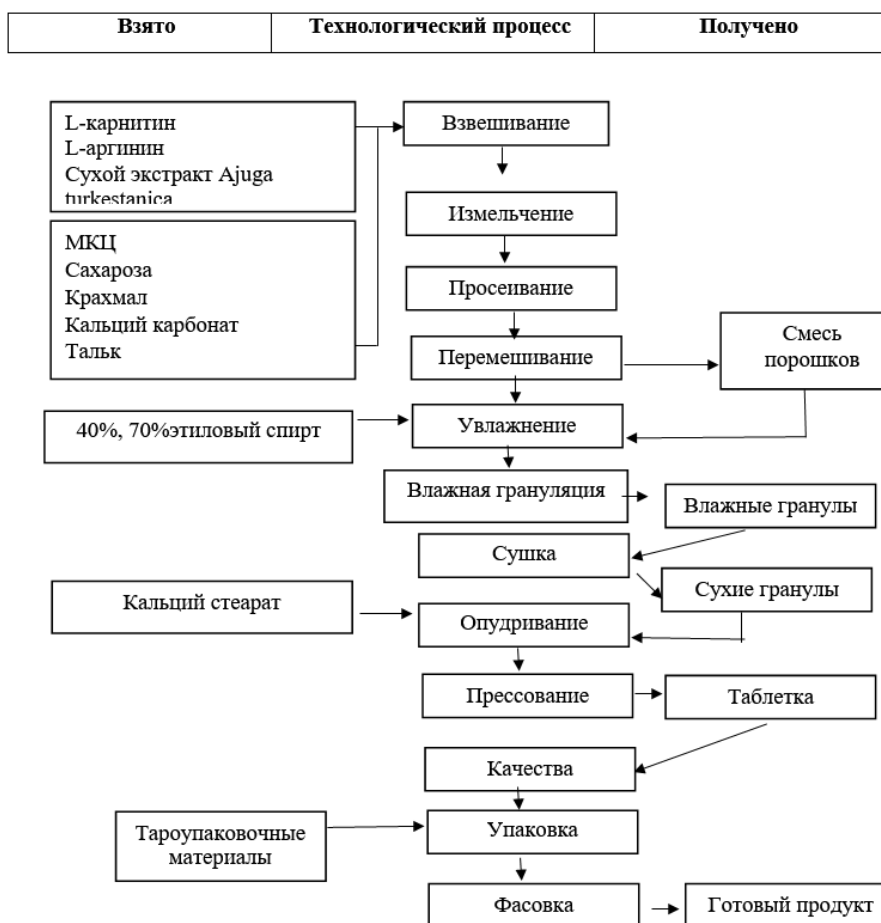 Взято
Технологический процесс
Получено
L-карнитин
L-аргинин
Сухой экстракт Ajuga
turkestanica
Взвешивание
Измельчение
МКЦ
Сахароза
Крахмал
Кальций карбонат
Тальк
Просеивание
Перемешивание
Смесь
порошков
40%, 70%этиловый спирт
Увлажнение
Влажная грануляция
Влажные гранулы
Сушка
Сухие гранулы
Кальций стеарат
Опудривание
Прессование
Таблетка
Качества
Тароупаковочные
материалы
Упаковка
Фасовка
Готовый продукт